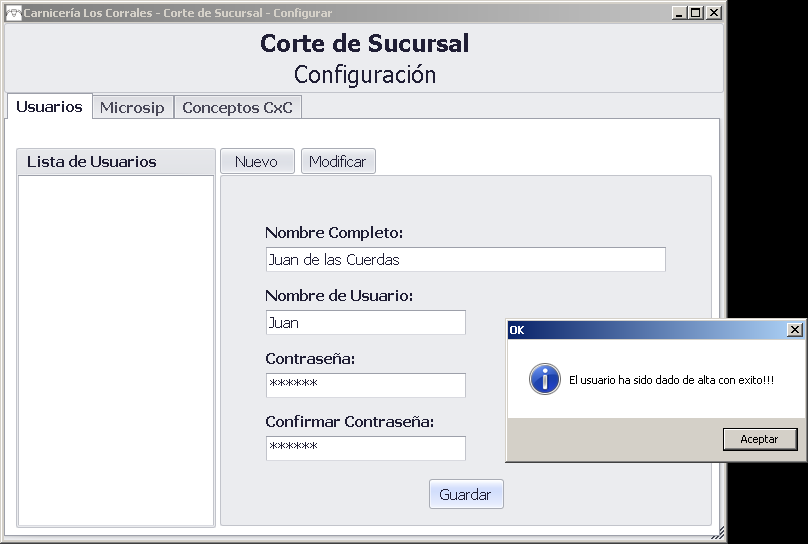 Carnicería Los Corrales - Corte de Sucursal - Configurar
Corte de Sucursal
Configuración
Usuarios Microsip Conceptos CxC
Lista de Usuarios Nuevo Modificar
Nombre Completo:
Juan de las Cuerdas
Nombre de Usuario:
Juan
Contraseña:
******
Confirmar Contraseña:
******
Guardar
OK
El usuario ha sido dado de alta con exito!!!
Aceptar